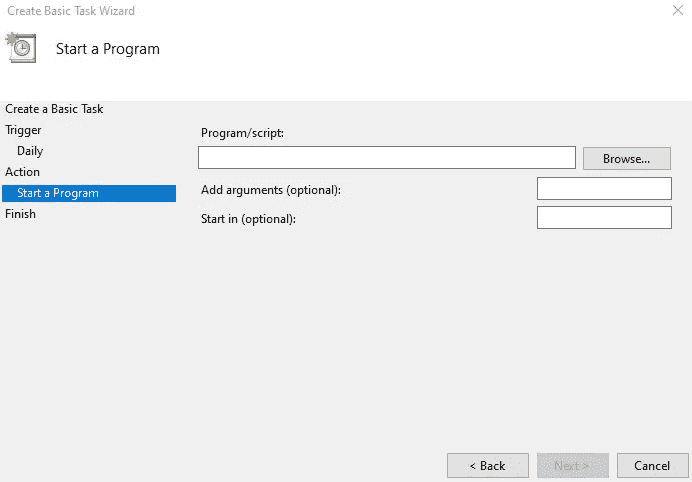 Create Basic Task Wizard
Start a Program
Create a Basic Task
Trigger
Daily
Action
Start a Program
Finish
Program/script:
Browse...
Add arguments (optional):
Start in (optional):
< Back
Next >
Cancel